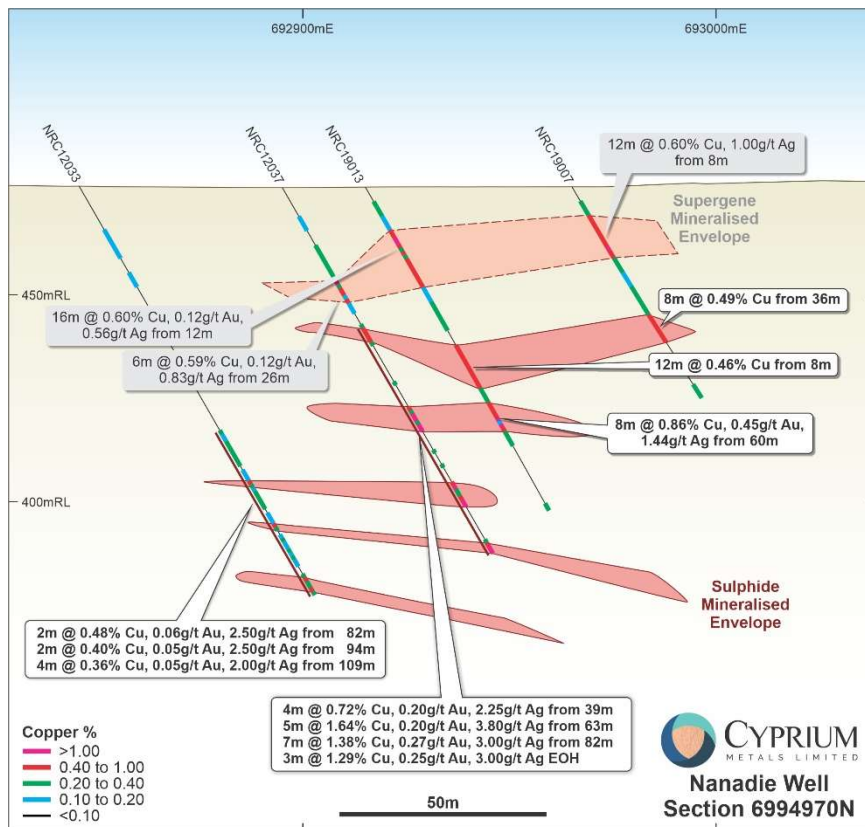 692900mE
693000mE
NRC12033
NRC12037
NRC19013
NRC19007
12m @ 0.60% Cu, 1.00g/t Ag
from 8m
Supergene
Mineralised
Envelope
450mRL
16m @ 0.60% Cu, 0.12g/t Au,
0.56g/t Ag from 12m
8m @ 0.49% Cu from 36m
6m @ 0.59% Cu, 0.12g/t Au,
0.83g/t Ag from 26m
12m @ 0.46% Cu from 8m
8m @ 0.86% Cu, 0.45g/t Au,
1.44g/t Ag from 60m
400mRL
Sulphide
Mineralised
Envelope
2m @ 0.48% Cu, 0.06g/t Au, 2.50g/t Ag from 82m
2m @ 0.40% Cu, 0.05g/t Au, 2.50g/t Ag from 94m
4m @ 0.36% Cu, 0.05g/t Au, 2.00g/t Ag from 109m
4m @ 0.72% Cu, 0.20g/t Au, 2.25g/t Ag from 39m
5m @ 1.64% Cu, 0.20g/t Au, 3.80g/t Ag from 63m
7m @ 1.38% Cu, 0.27g/t Au, 3.00g/t Ag from 82m
3m @ 1.29% Cu, 0.25g/t Au, 3.00g/t Ag EOH
Copper %
>1.00
0.40 to 1.00
0.20 to 0.40
0.10 to 0.20
<0.10
50m
CYPRIUM
METALS LIMITED
Nanadie Well
Section 6994970N